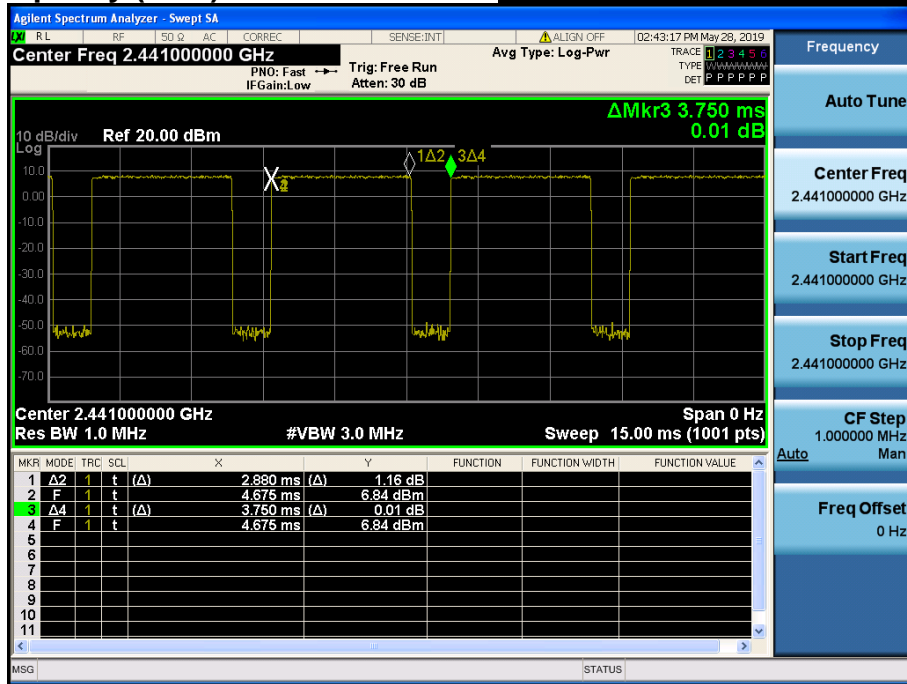 Agilent Spectrum Analyzer - Swept SA
LXI RL RF 50 Ω AC CORREC SENSE:INT ALIGN OFF 02:43:17 PM May 28, 2019
Center Freq 2.441000000 GHz
PNO: Fast Trig: Free Run
IFGain:Low Atten: 30 dB
Avg Type: Log-Pwr
TRACE 1 2 3 4 5 6
TYPE WWWWWW
DET P P P P P P
ΔMkr3 3.750 ms
0.01 dB
10 dB/div Ref 20.00 dBm
Log
10.0
0.00
-10.0
-20.0
-30.0
-40.0
-50.0
-60.0
-70.0
1Δ2 3Δ4
X
Center 2.441000000 GHz Span 0 Hz
Res BW 1.0 MHz #VBW 3.0 MHz Sweep 15.00 ms (1001 pts)
MKR MODE TRC SCL X Y FUNCTION FUNCTION WIDTH FUNCTION VALUE
1 Δ2 1 t (Δ) 2.880 ms (Δ) 1.16 dB
2 F 1 t 4.675 ms 6.84 dBm
3 Δ4 1 t (Δ) 3.750 ms (Δ) 0.01 dB
4 F 1 t 4.675 ms 6.84 dBm
5
6
7
8
9
10
11
MSG STATUS
Frequency
Auto Tune
Center Freq
2.441000000 GHz
Start Freq
2.441000000 GHz
Stop Freq
2.441000000 GHz
CF Step
1.000000 MHz
Auto Man
Freq Offset
0 Hz